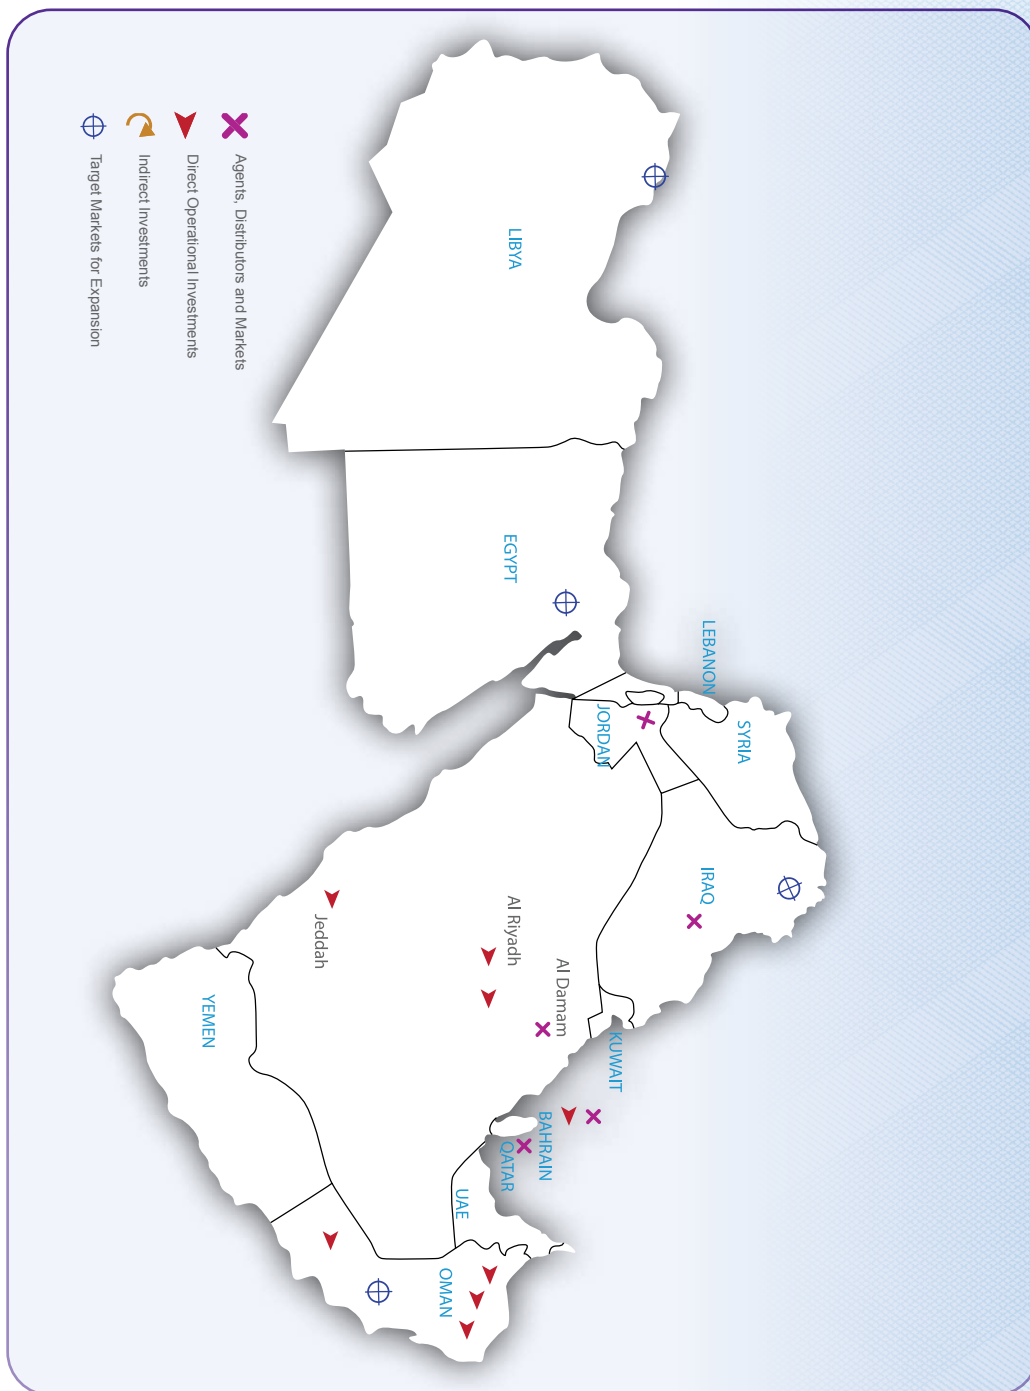 LIBYA
EGYPT
LEBANON
SYRIA
JORDAN
IRAQ
KUWAIT
BAHRAIN
QATAR
UAE
OMAN
YEMEN
Al Riyadh
Al Damam
Jeddah
Agents, Distributors and Markets
Direct Operational Investments
Indirect Investments
Target Markets for Expansion